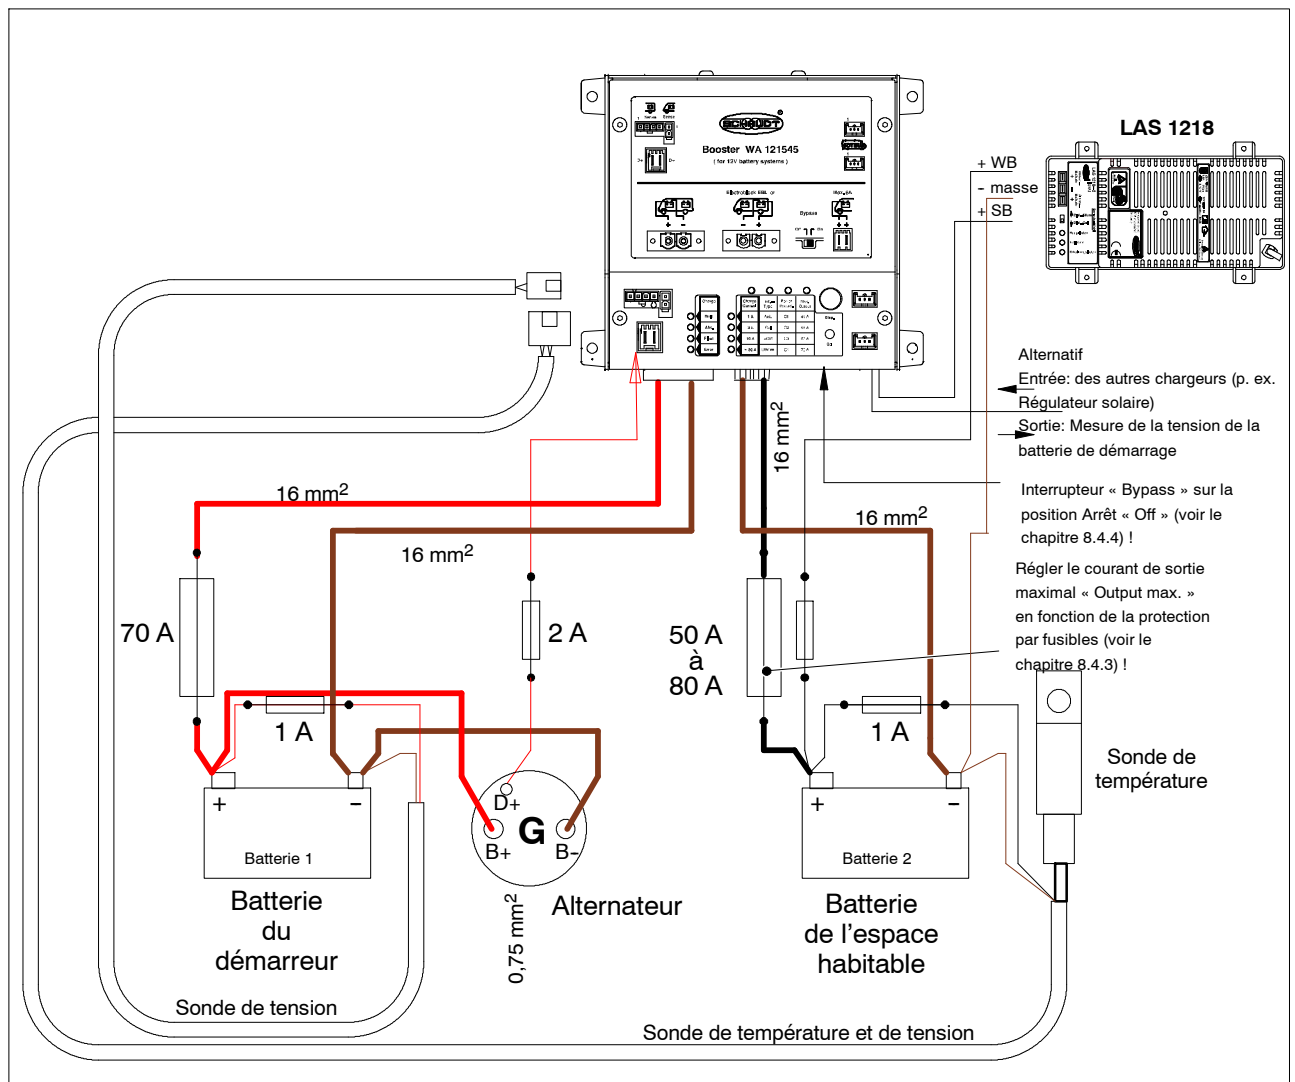 SCHAUDT
Booster WA 121545
( for 12V battery systems )
Electroblock EBL
Bypass
D+
D-
LAS 1218
+ WB
- masse
+ SB
Alternatif
Entrée: des autres chargeurs (p. ex.
Régulateur solaire)
Sortie: Mesure de la tension de la
batterie de démarrage
Interrupteur « Bypass » sur la
position Arrêt « Off » (voir le
chapitre 8.4.4) !
Régler le courant de sortie
maximal « Output max. »
en fonction de la protection
par fusibles (voir le
chapitre 8.4.3) !
16 mm2
16 mm2
16 mm2
16 mm2
70 A
2 A
50 A
à
80 A
1 A
1 A
Sonde de
température
+
-
Batterie 1
Batterie
du
démarreur
D+
G
B+
B-
Alternateur
0,75 mm2
+
-
Batterie 2
Batterie
de l'espace
habitable
Sonde de tension
Sonde de température et de tension